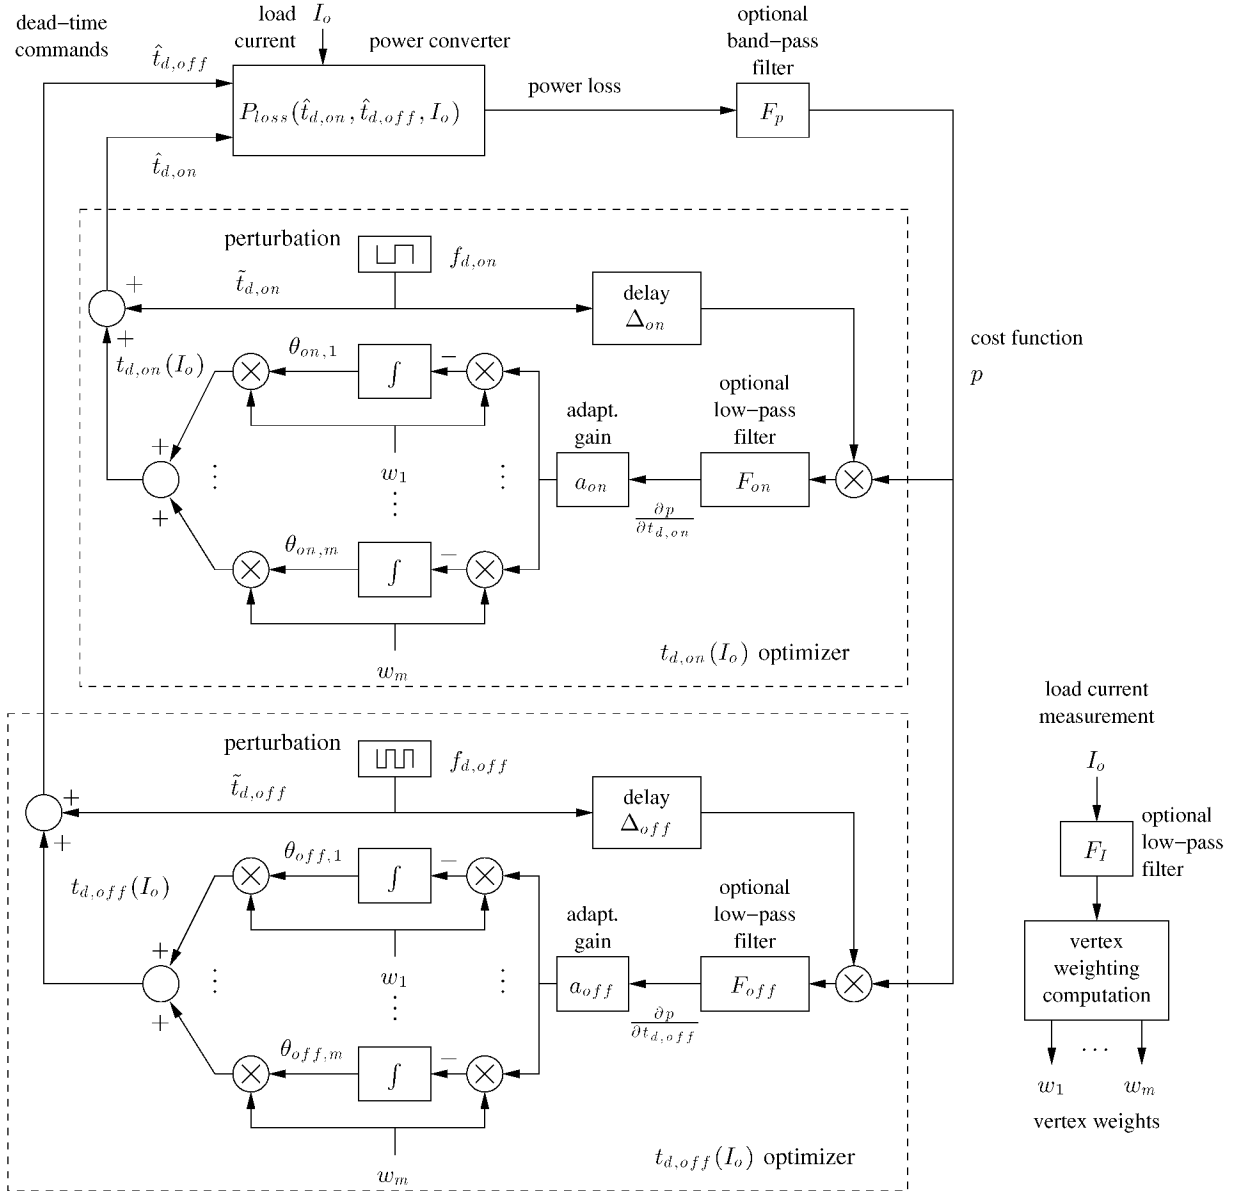 dead−time
commands
load
current
I_o
power converter
optional
band−pass
filter
t̂_{d,off}
P_{loss}(t̂_{d,on}, t̂_{d,off}, I_o)
power loss
F_p
t̂_{d,on}
perturbation
f_{d,on}
t̃_{d,on}
delay
Δ_{on}
+
+
t_{d,on}(I_o)
θ_{on,1}
∫
−
cost function
p
optional
low−pass
filter
adapt.
gain
w_1
+
⋮
⋮
⋮
a_{on}
F_{on}
∂p/∂t_{d,on}
+
θ_{on,m}
∫
−
w_m
t_{d,on}(I_o) optimizer
perturbation
f_{d,off}
t̃_{d,off}
delay
Δ_{off}
+
+
t_{d,off}(I_o)
θ_{off,1}
∫
−
optional
low−pass
filter
adapt.
gain
w_1
+
⋮
⋮
⋮
a_{off}
F_{off}
∂p/∂t_{d,off}
+
θ_{off,m}
∫
−
w_m
t_{d,off}(I_o) optimizer
load current
measurement
I_o
F_I
optional
low−pass
filter
vertex
weighting
computation
w_1 ⋯ w_m
vertex weights